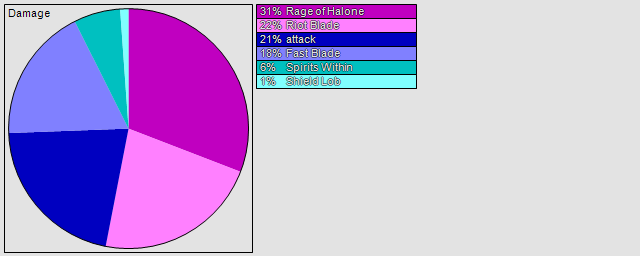 Damage
31% Rage of Halone
22% Riot Blade
21% attack
18% Fast Blade
6% Spirits Within
1% Shield Lob